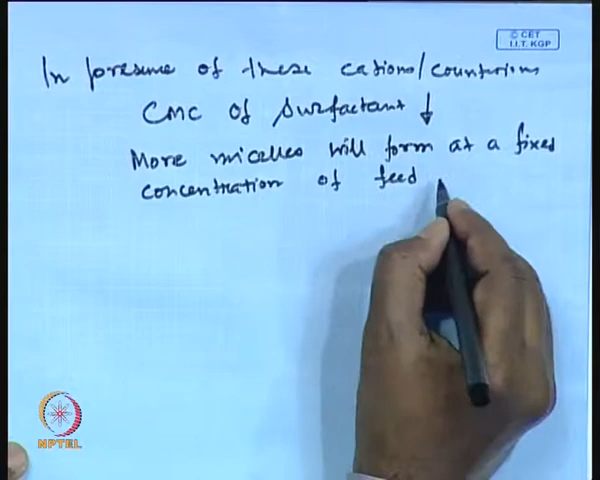 © CET
I.I.T. KGP
In presence of these cations/counterions
CMC of Surfactant ↓
More micelles will form at a fixed
concentration of feed
NPTEL